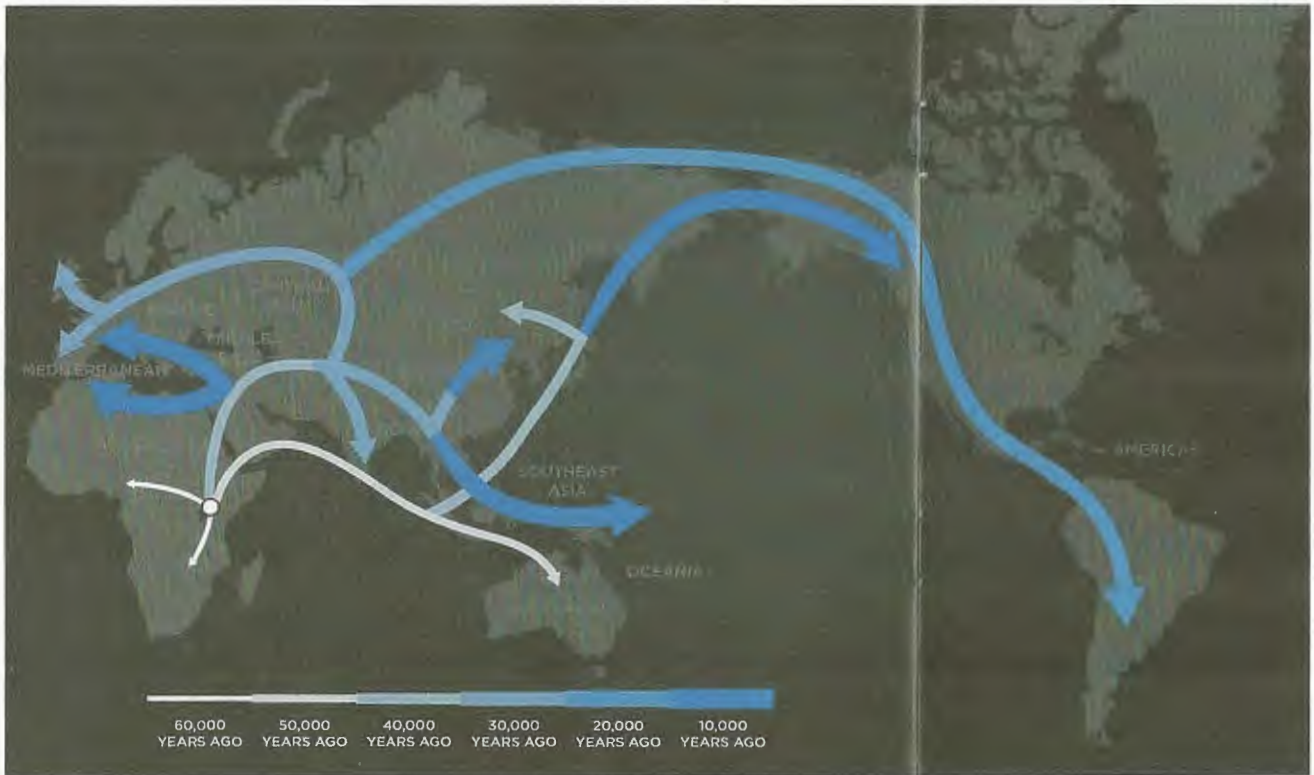 MEDITERRANEAN
SOUTHEAST
ASIA
OCEANIA
AMERICAS
60,000
YEARS AGO
50,000
YEARS AGO
40,000
YEARS AGO
30,000
YEARS AGO
20,000
YEARS AGO
10,000
YEARS AGO